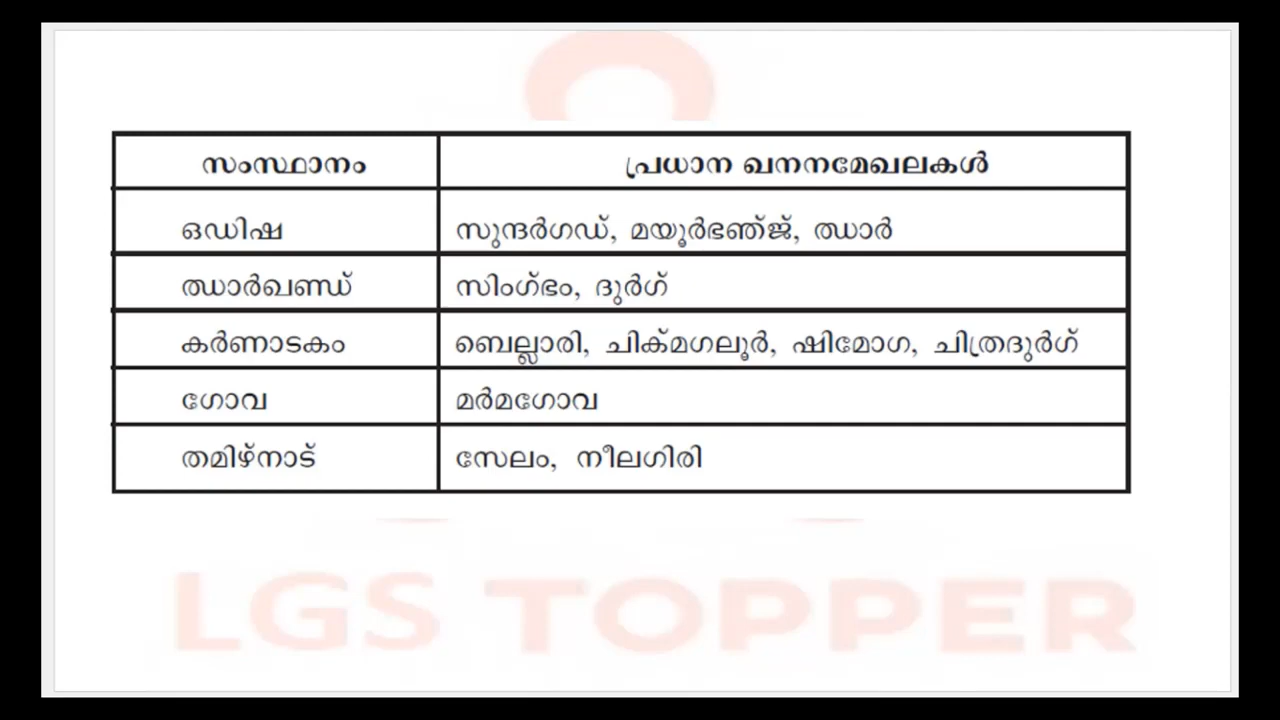 സംസ്ഥാനം പ്രധാന ഖനനമേഖലകൾ
ഒഡിഷ സുന്ദർഗഡ്, മയൂർഭഞ്ജ്, ഝാർ
ഝാർഖണ്ഡ് സിംഗ്ഭം, ദുർഗ്
കർണാടകം ബെല്ലാരി, ചിക്മഗലൂർ, ഷിമോഗ, ചിത്രദുർഗ്
ഗോവ മർമഗോവ
തമിഴ്നാട് സേലം, നീലഗിരി
LGS TOPPER